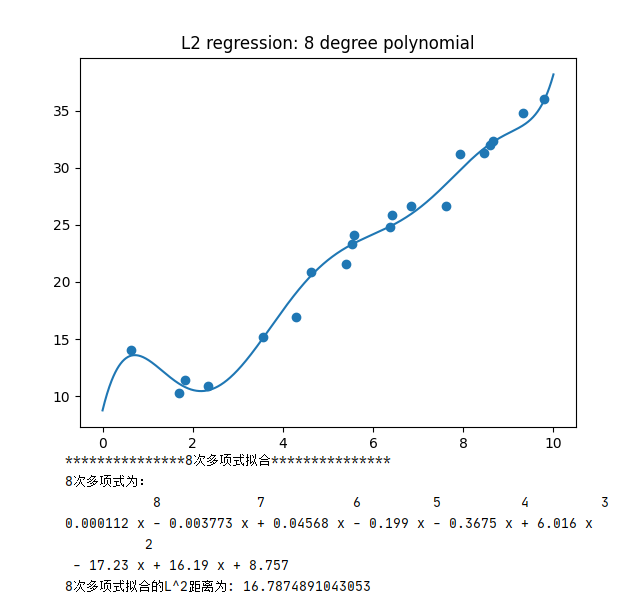 L2 regression: 8 degree polynomial
35
30
25
20
15
10
0 2 4 6 8 10
***************8次多项式拟合***************
8次多项式为:
8 7 6 5 4 3
0.000112 x - 0.003773 x + 0.04568 x - 0.199 x - 0.3675 x + 6.016 x
2
- 17.23 x + 16.19 x + 8.757
8次多项式拟合的L^2距离为: 16.7874891043053